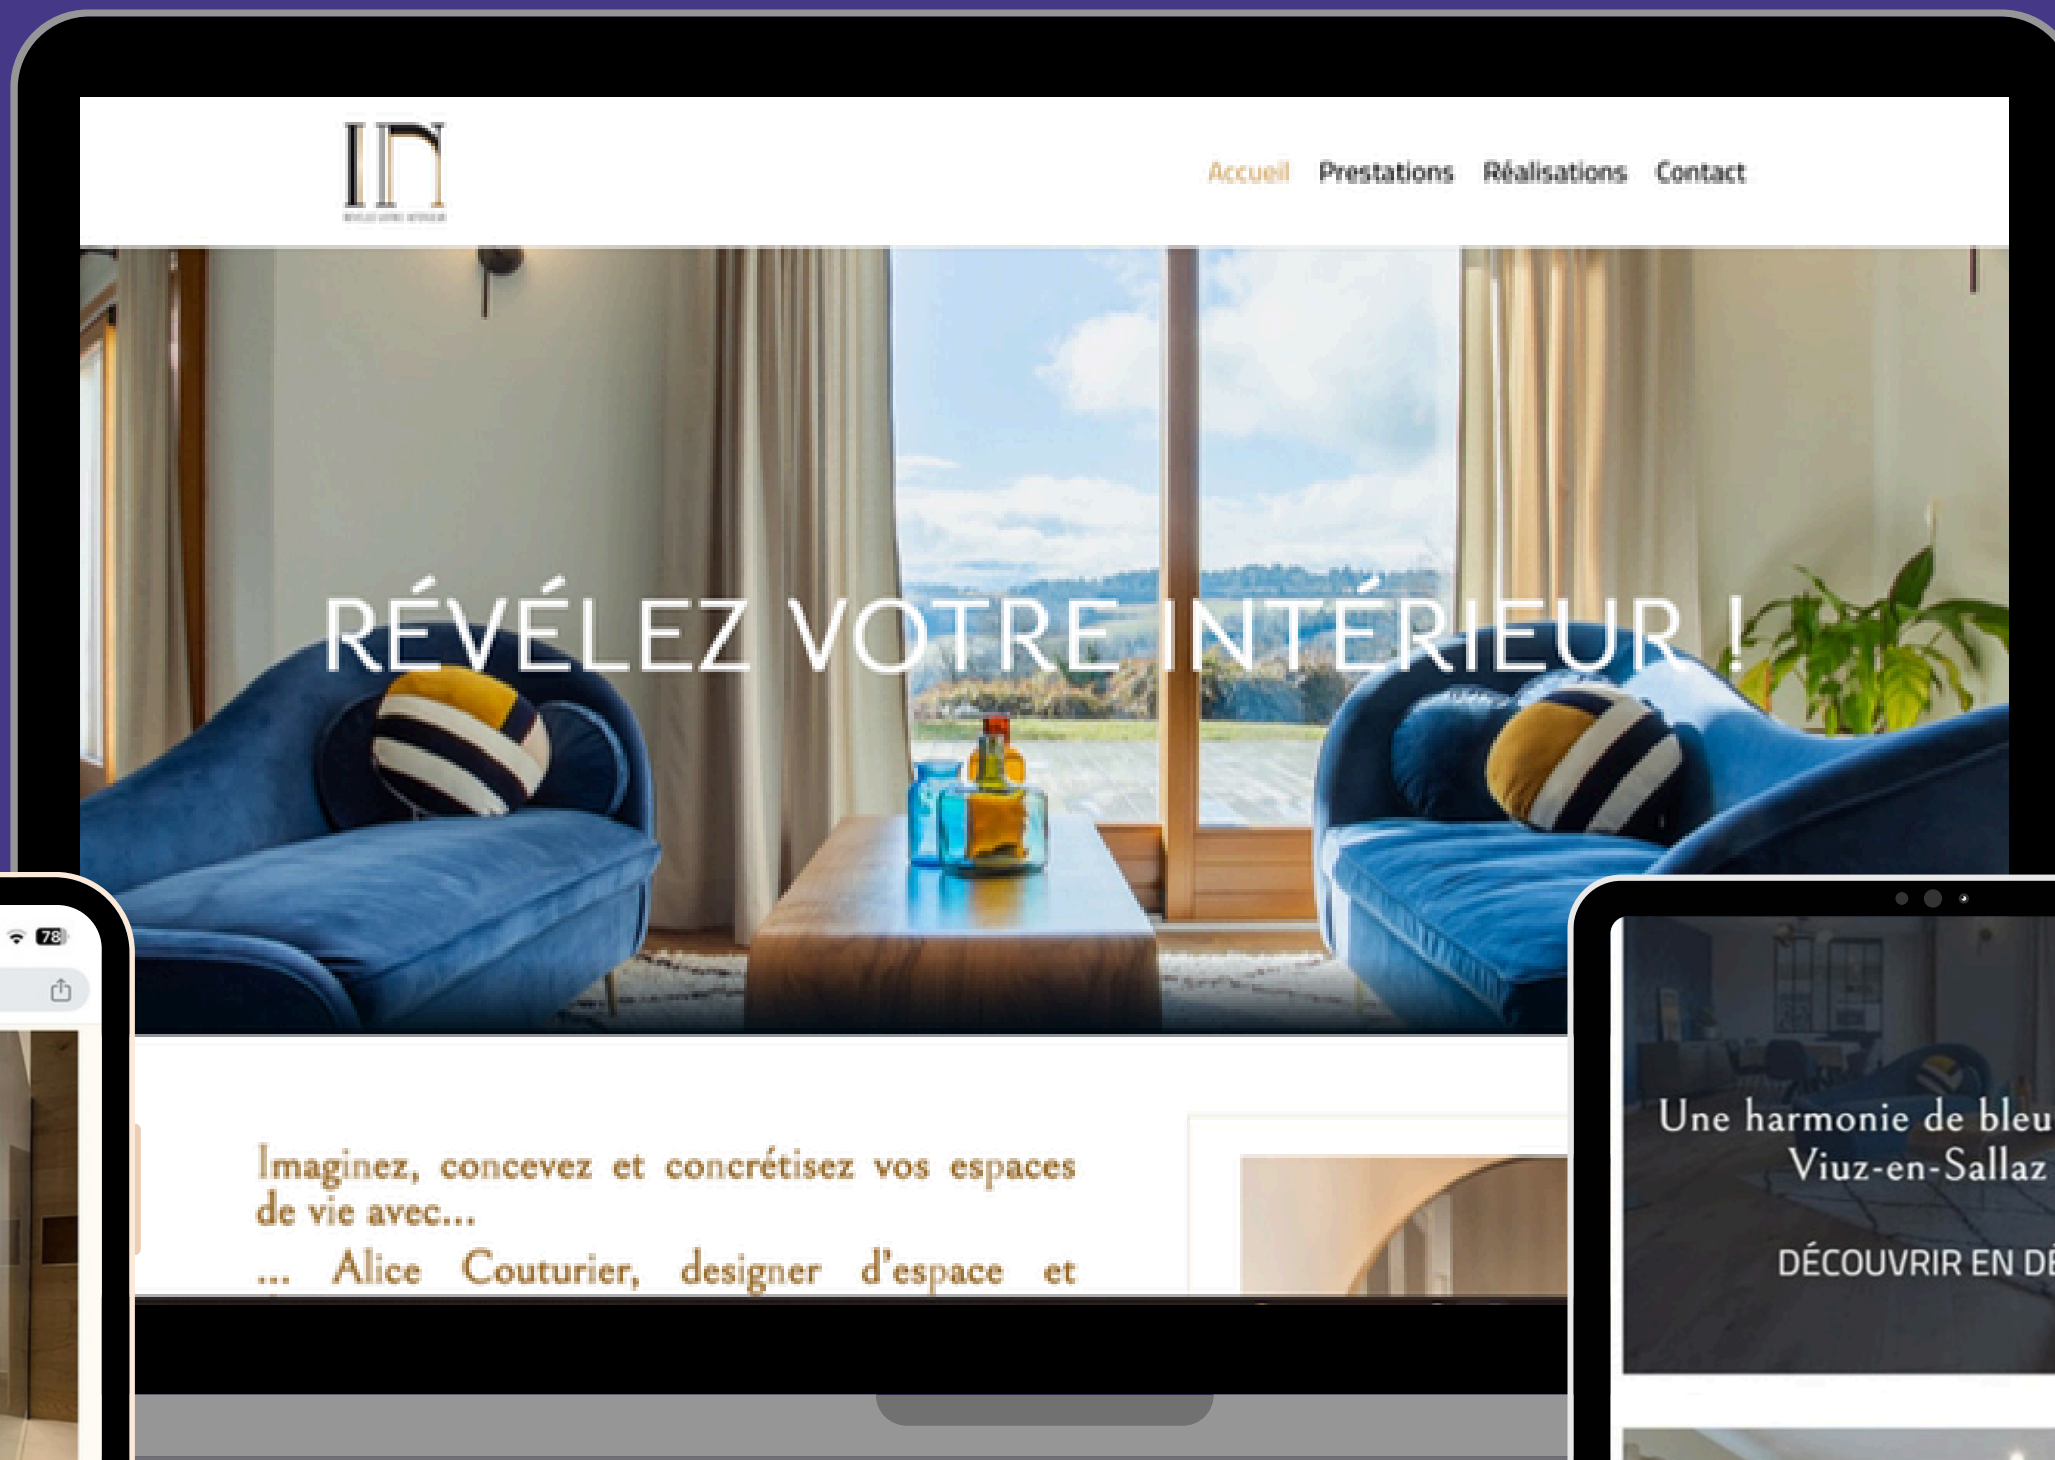 IN
Accueil Prestations Réalisations Contact
RÉVÉLEZ VOTRE INTÉRIEUR !
78
Imaginez, concevez et concrétisez vos espaces
de vie avec...
... Alice Couturier, designer d'espace et
Une harmonie de bleu
Viuz-en-Sallaz
DÉCOUVRIR EN DÉ